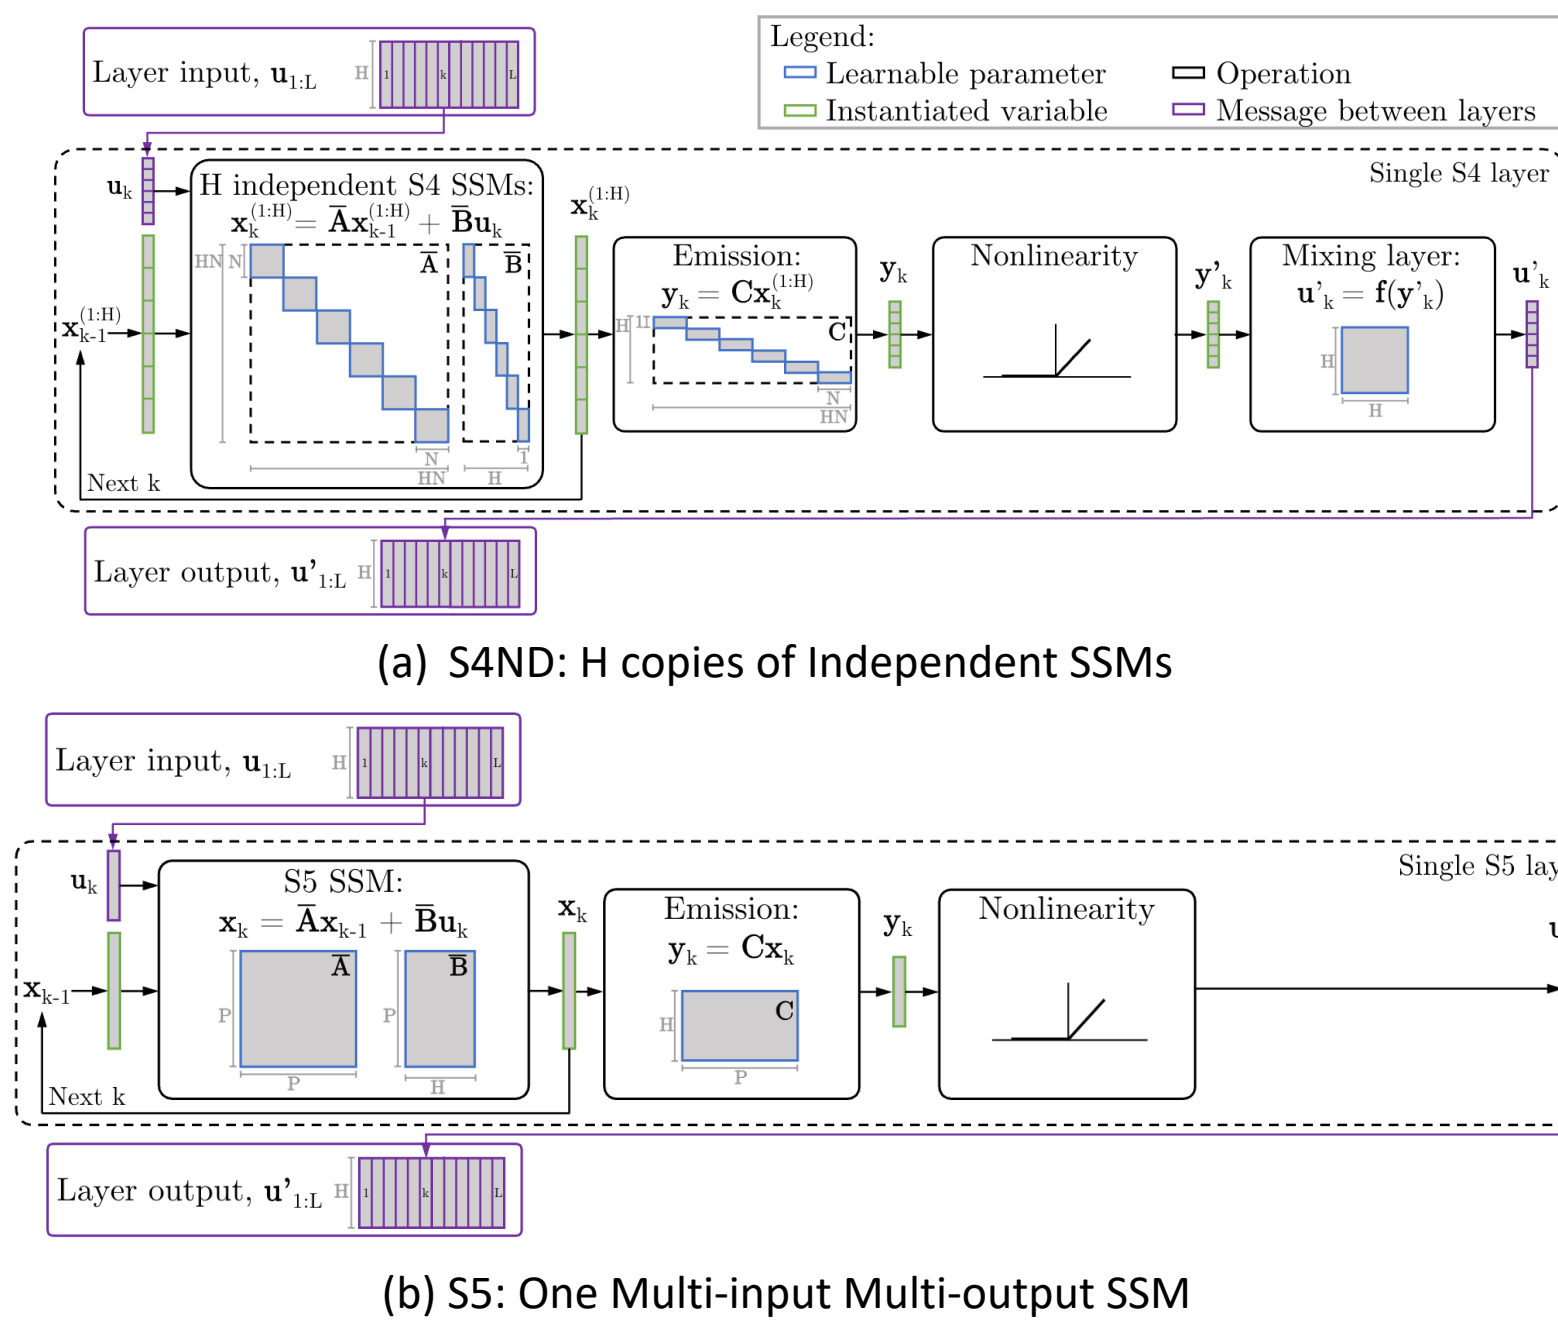 Legend:
Learnable parameter
Operation
Instantiated variable
Message between layers
Layer input, u1:L
H
1
k
L
Single S4 layer
uk
xk-1(1:H)
H independent S4 SSMs:
xk(1:H) = A̅xk-1(1:H) + B̅uk
HN
N
A̅
B̅
N
HN
1
H
Next k
xk(1:H)
Emission:
yk = Cxk(1:H)
H
1
C
N
HN
yk
Nonlinearity
y'k
Mixing layer:
u'k = f(y'k)
H
H
u'k
Layer output, u'1:L
H
1
k
L
(a) S4ND: H copies of Independent SSMs
Layer input, u1:L
H
1
k
L
Single S5 lay
uk
xk-1
S5 SSM:
xk = A̅xk-1 + B̅uk
P
A̅
P
P
B̅
H
Next k
xk
Emission:
yk = Cxk
H
C
P
yk
Nonlinearity
u
Layer output, u'1:L
H
1
k
L
(b) S5: One Multi-input Multi-output SSM